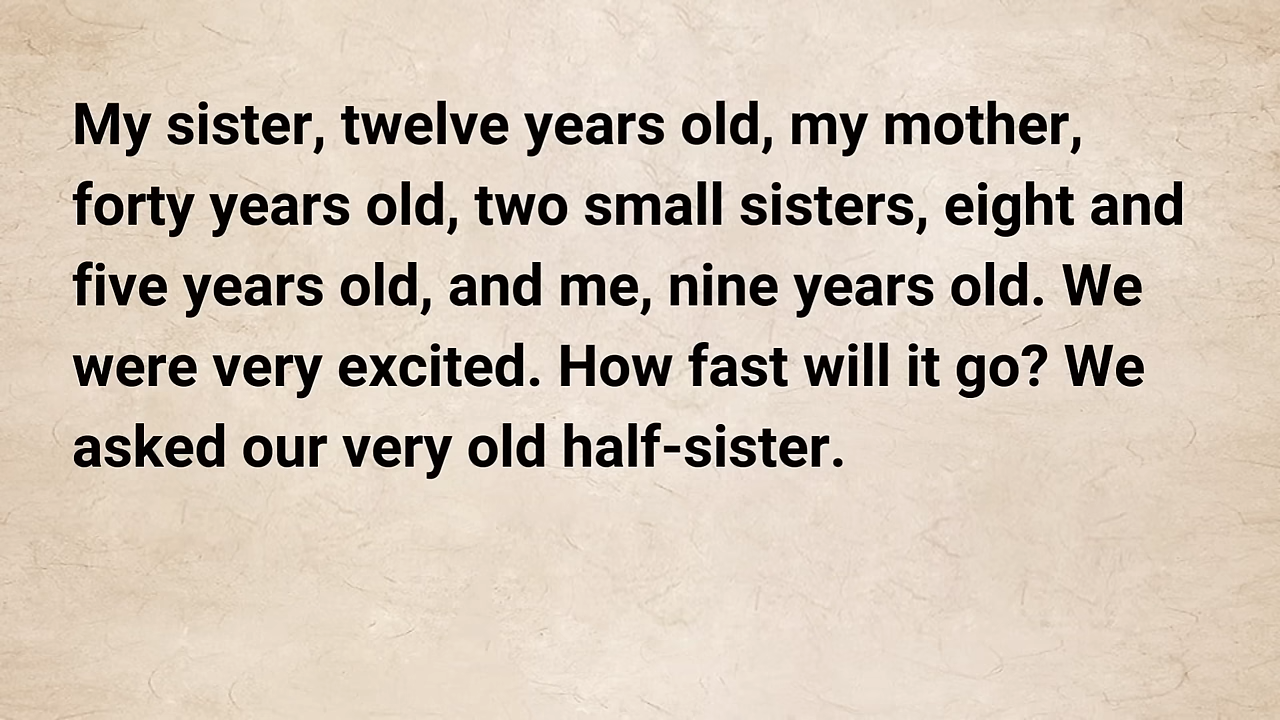 My sister, twelve years old, my mother,
forty years old, two small sisters, eight and
five years old, and me, nine years old. We
were very excited. How fast will it go? We
asked our very old half-sister.